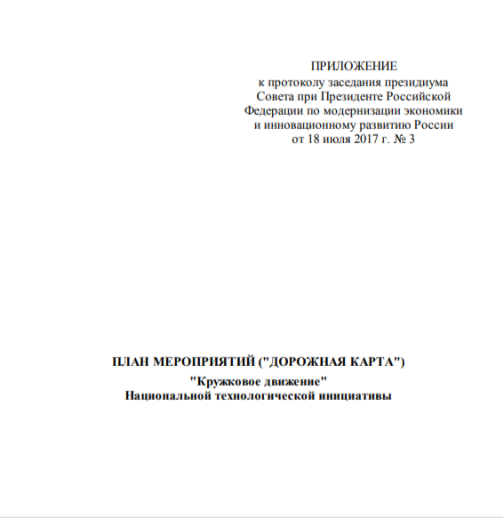 ПРИЛОЖЕНИЕ
к протоколу заседания президиума
Совета при Президенте Российской
Федерации по модернизации экономики
и инновационному развитию России
от 18 июля 2017 г. № 3
ПЛАН МЕРОПРИЯТИЙ ("ДОРОЖНАЯ КАРТА")
"Кружковое движение"
Национальной технологической инициативы